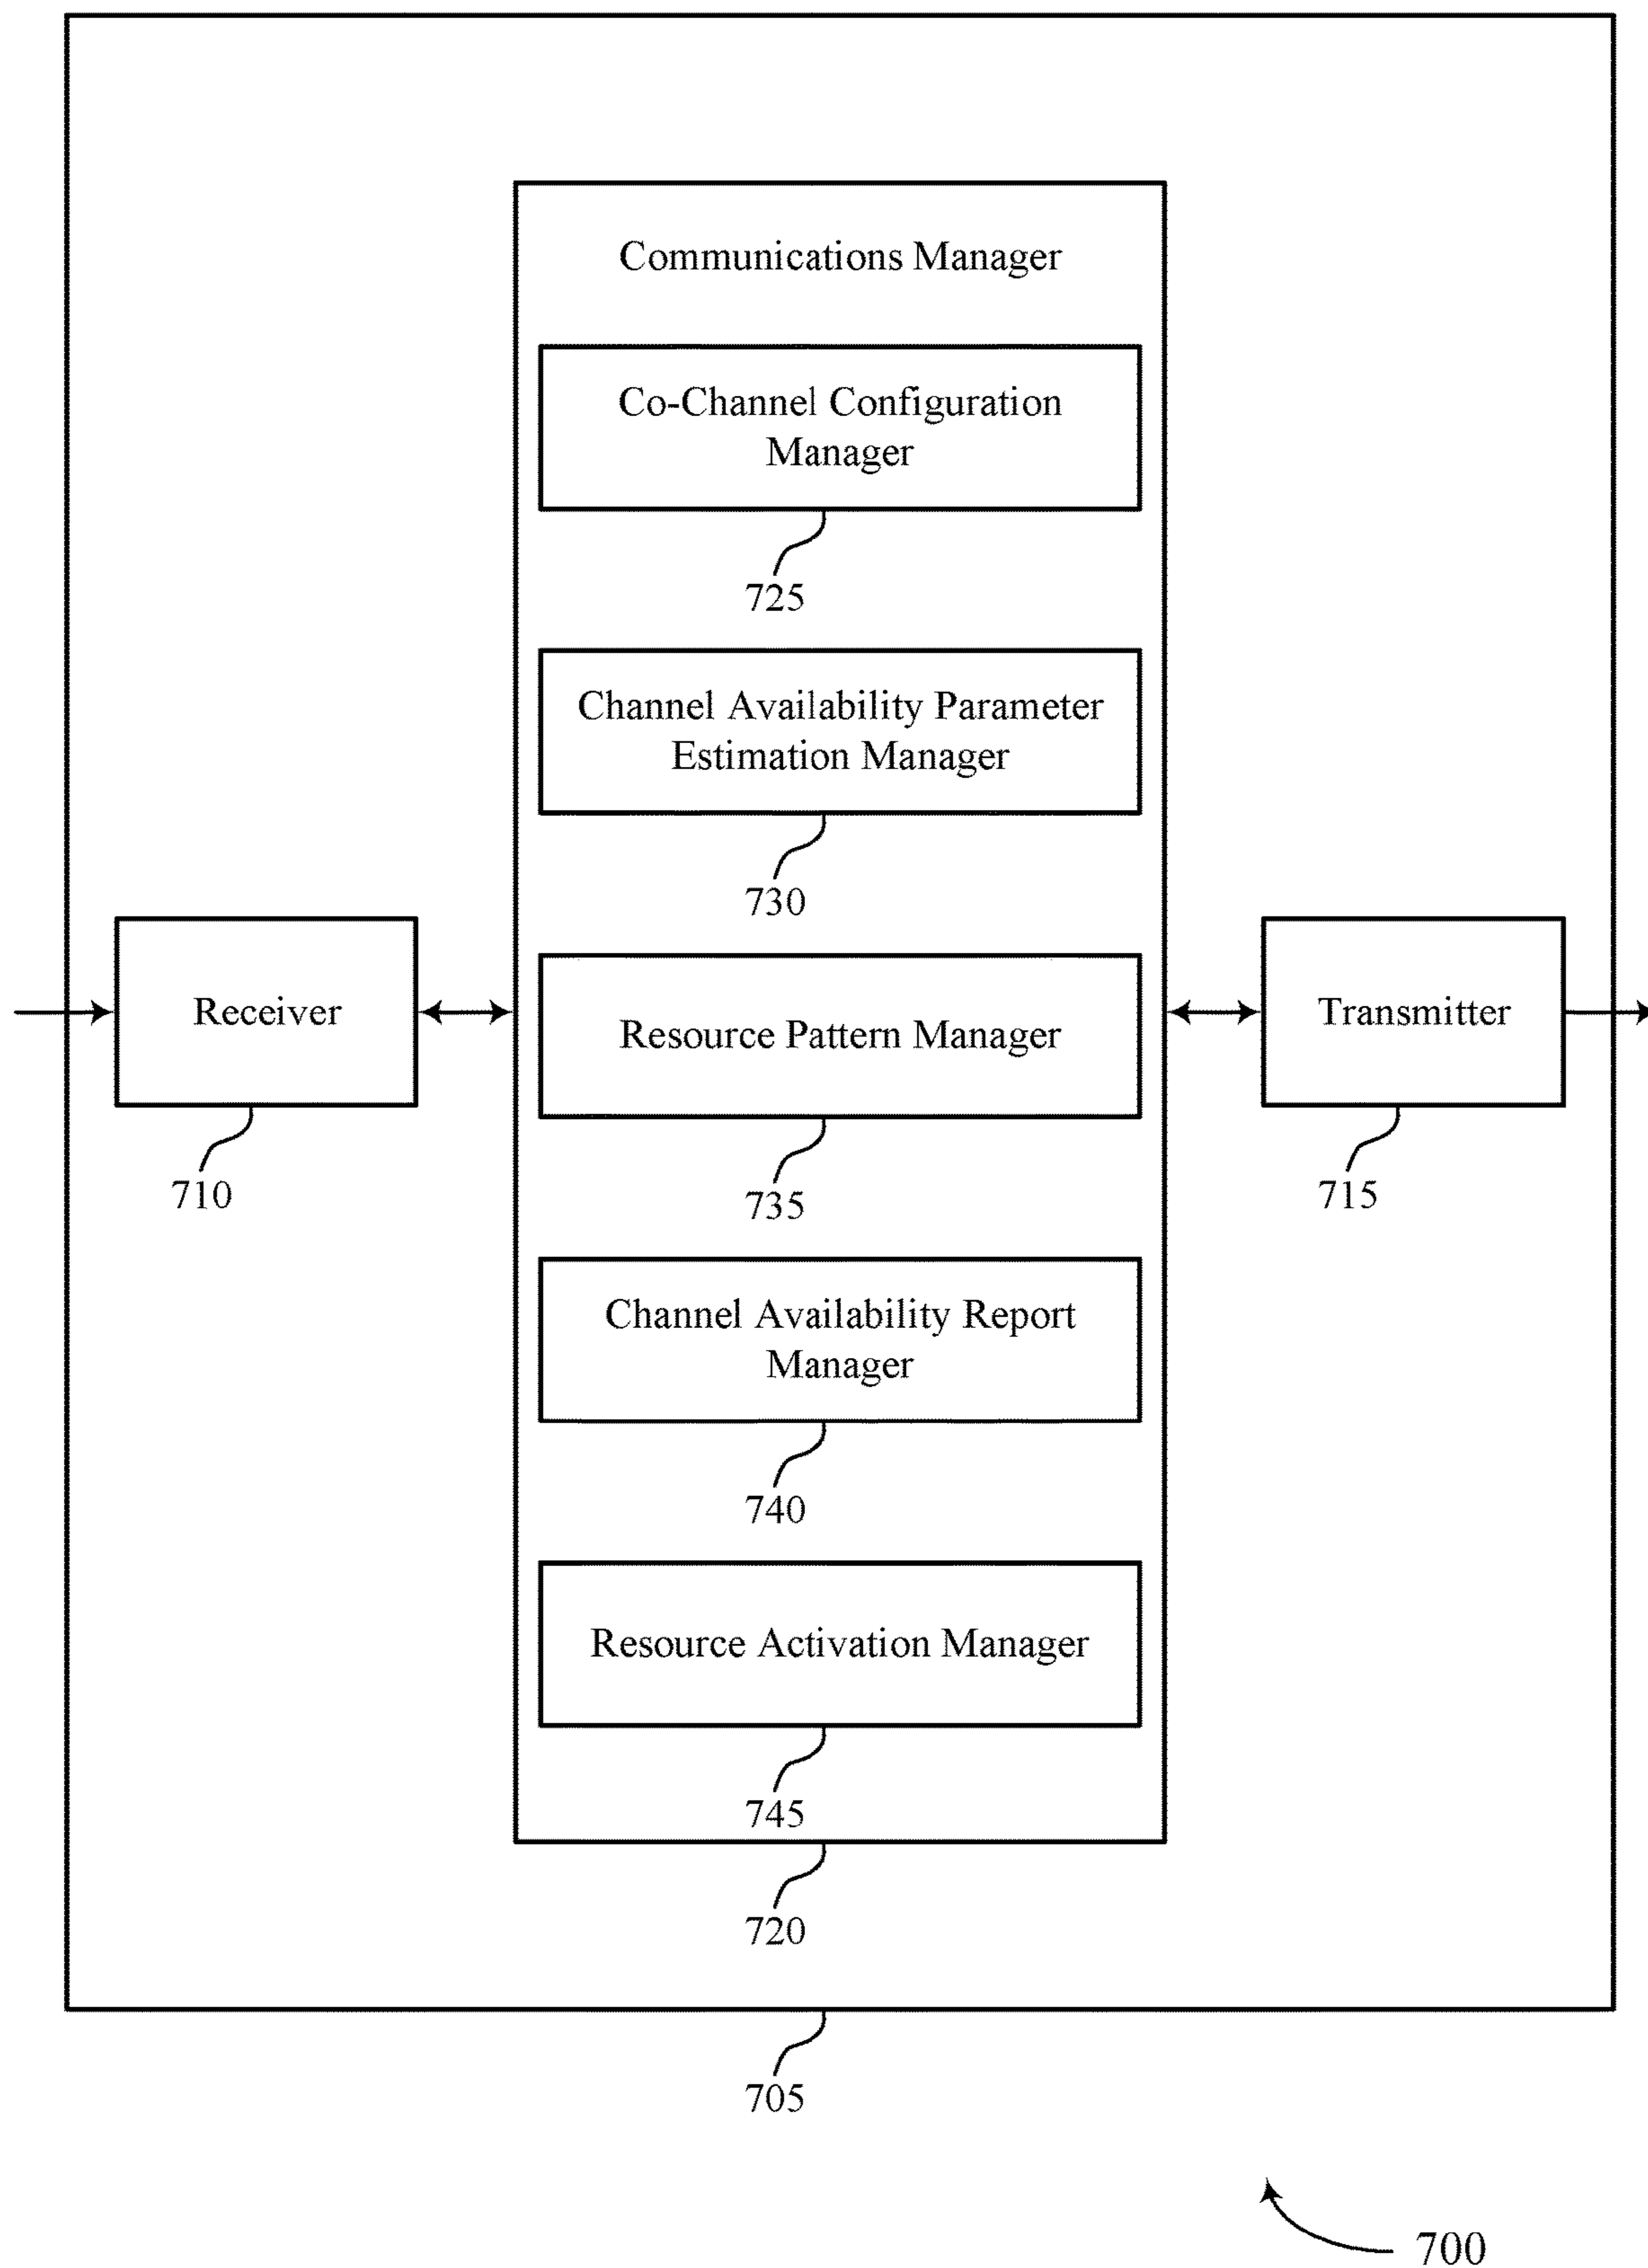 Communications Manager
Co-Channel Configuration
Manager
725
Channel Availability Parameter
Estimation Manager
730
Receiver
710
Resource Pattern Manager
735
Transmitter
715
Channel Availability Report
Manager
740
Resource Activation Manager
745
720
705
700